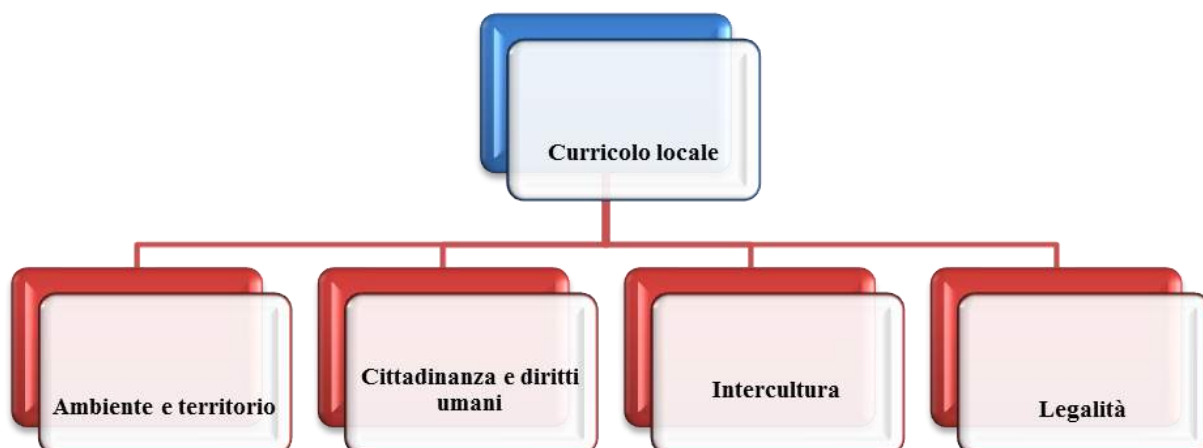 Curricolo locale
Ambiente e territorio
Cittadinanza e diritti
umani
Intercultura
Legalità